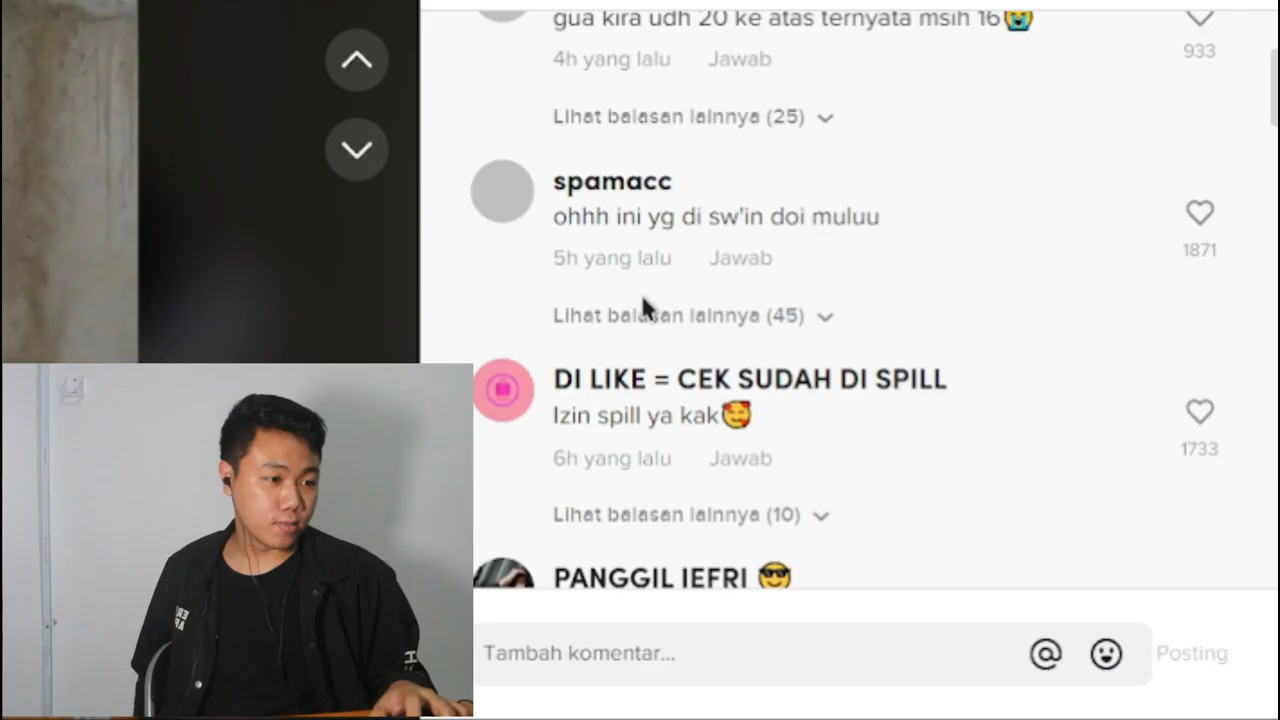 gua kira udh 20 ke atas ternyata msih 16😭
933
4h yang lalu Jawab
Lihat balasan lainnya (25)
spamacc
ohhh ini yg di sw'in doi muluu
1871
5h yang lalu Jawab
Lihat balasan lainnya (45)
DI LIKE = CEK SUDAH DI SPILL
Izin spill ya kak🥰
1733
6h yang lalu Jawab
Lihat balasan lainnya (10)
PANGGIL IEFRI 😎
Tambah komentar...
Posting